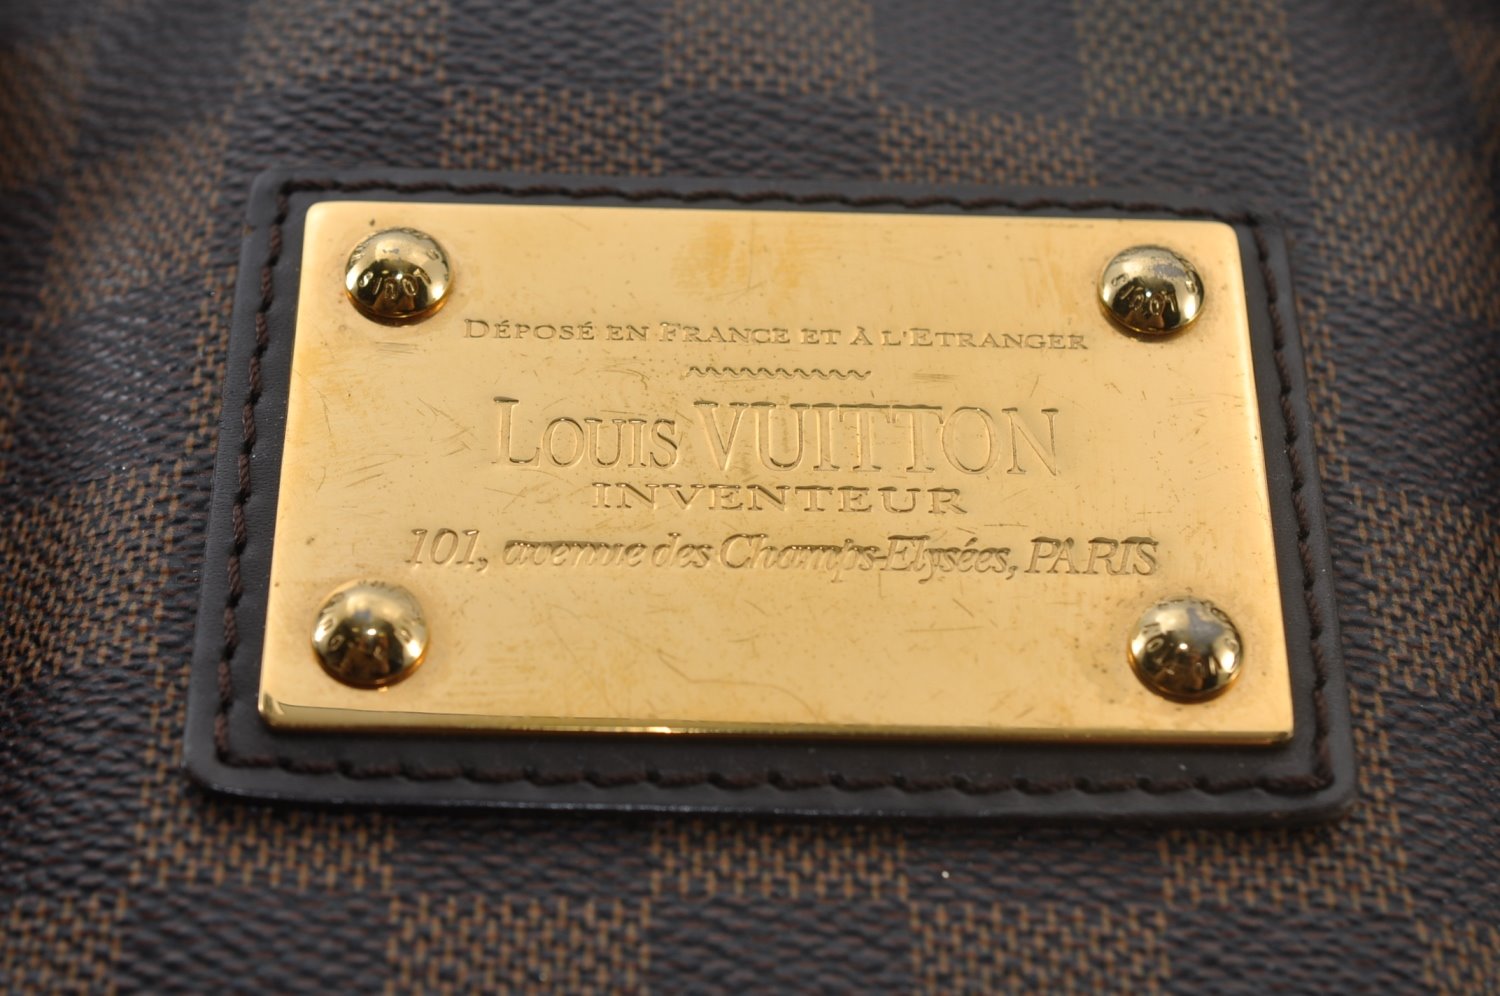 DÉPOSÉ EN FRANCE ET À L'ETRANGER
LOUIS VUITTON
INVENTEUR
101, avenue des Champs-Elysées, PARIS